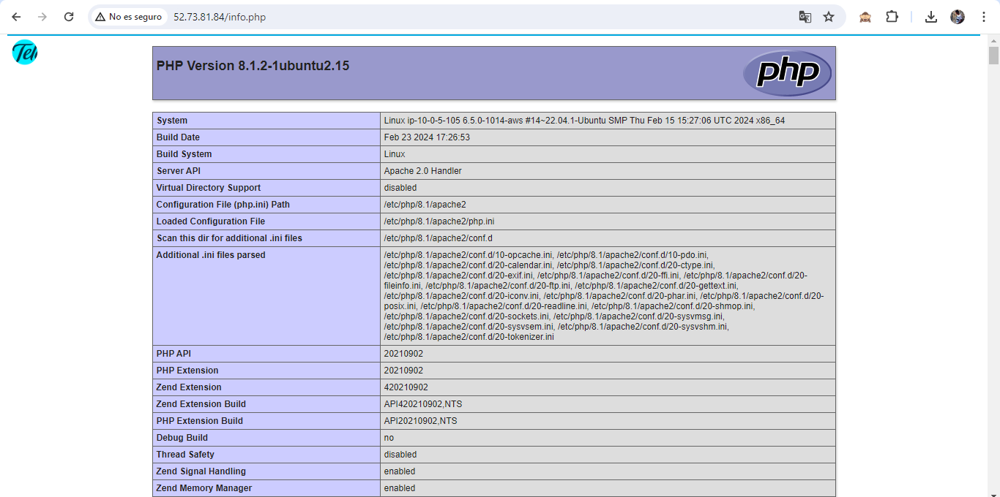 No es seguro 52.73.81.84/info.php
Tel
PHP Version 8.1.2-1ubuntu2.15
php
System Linux ip-10-0-5-105 6.5.0-1014-aws #14~22.04.1-Ubuntu SMP Thu Feb 15 15:27:06 UTC 2024 x86_64
Build Date Feb 23 2024 17:26:53
Build System Linux
Server API Apache 2.0 Handler
Virtual Directory Support disabled
Configuration File (php.ini) Path /etc/php/8.1/apache2
Loaded Configuration File /etc/php/8.1/apache2/php.ini
Scan this dir for additional .ini files /etc/php/8.1/apache2/conf.d
Additional .ini files parsed /etc/php/8.1/apache2/conf.d/10-opcache.ini, /etc/php/8.1/apache2/conf.d/10-pdo.ini,
/etc/php/8.1/apache2/conf.d/20-calendar.ini, /etc/php/8.1/apache2/conf.d/20-ctype.ini,
/etc/php/8.1/apache2/conf.d/20-exif.ini, /etc/php/8.1/apache2/conf.d/20-ffi.ini, /etc/php/8.1/apache2/conf.d/20-
fileinfo.ini, /etc/php/8.1/apache2/conf.d/20-ftp.ini, /etc/php/8.1/apache2/conf.d/20-gettext.ini,
/etc/php/8.1/apache2/conf.d/20-iconv.ini, /etc/php/8.1/apache2/conf.d/20-phar.ini, /etc/php/8.1/apache2/conf.d/20-
posix.ini, /etc/php/8.1/apache2/conf.d/20-readline.ini, /etc/php/8.1/apache2/conf.d/20-shmop.ini,
/etc/php/8.1/apache2/conf.d/20-sockets.ini, /etc/php/8.1/apache2/conf.d/20-sysvmsg.ini,
/etc/php/8.1/apache2/conf.d/20-sysvsem.ini, /etc/php/8.1/apache2/conf.d/20-sysvshm.ini,
/etc/php/8.1/apache2/conf.d/20-tokenizer.ini
PHP API 20210902
PHP Extension 20210902
Zend Extension 420210902
Zend Extension Build API420210902,NTS
PHP Extension Build API20210902,NTS
Debug Build no
Thread Safety disabled
Zend Signal Handling enabled
Zend Memory Manager enabled